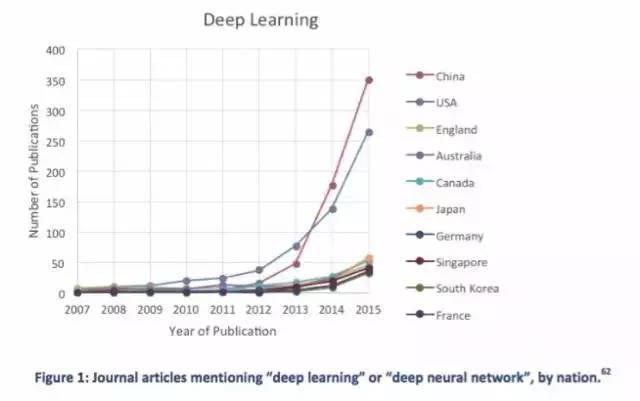 Deep Learning
400
350
300
250
200
150
100
50
0
Number of Publications
2007 2008 2009 2010 2011 2012 2013 2014 2015
Year of Publication
China
USA
England
Australia
Canada
Japan
Germany
Singapore
South Korea
France
Figure 1: Journal articles mentioning "deep learning" or "deep neural network", by nation.62